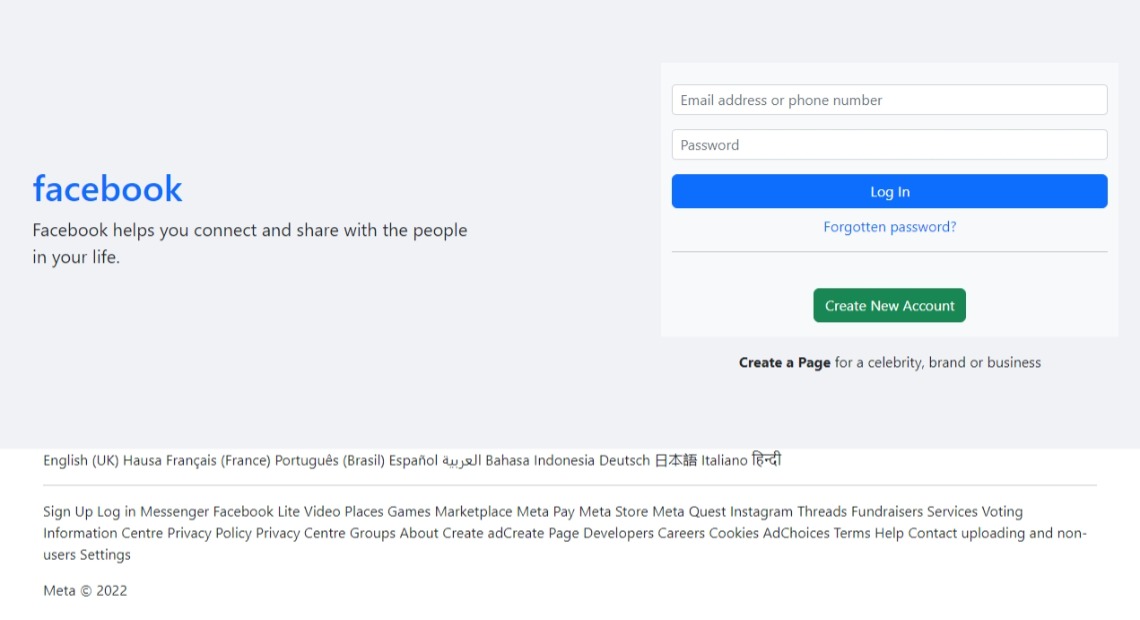 facebook
Facebook helps you connect and share with the people
in your life.
Email address or phone number
Password
Log In
Forgotten password?
Create New Account
Create a Page for a celebrity, brand or business
English (UK) Hausa Français (France) Português (Brasil) Español العربية Bahasa Indonesia Deutsch 日本語 Italiano हिन्दी
Sign Up Log in Messenger Facebook Lite Video Places Games Marketplace Meta Pay Meta Store Meta Quest Instagram Threads Fundraisers Services Voting
Information Centre Privacy Policy Privacy Centre Groups About Create adCreate Page Developers Careers Cookies AdChoices Terms Help Contact uploading and non-
users Settings
Meta © 2022